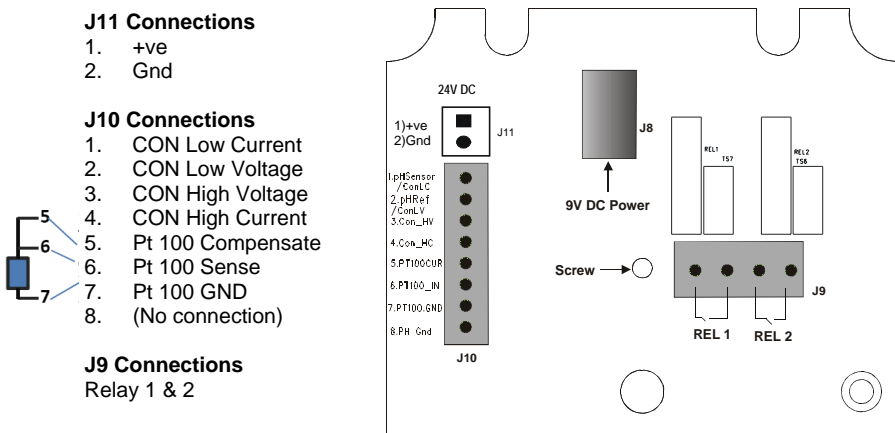 J11 Connections
1. +ve
2. Gnd
J10 Connections
1. CON Low Current
2. CON Low Voltage
3. CON High Voltage
4. CON High Current
5. Pt 100 Compensate
6. Pt 100 Sense
7. Pt 100 GND
8. (No connection)
5
6
7
J9 Connections
Relay 1 & 2
24V DC
1)+ve
2)Gnd
J11
1.pHSensor
/ConLC
2.pHRef
/ConLV
3.Con_HV
4.Con_HC
5.PT100CUR
6.PT100_IN
7.PT100.GND
8.PH Gnd
J10
J8
9V DC Power
Screw
REL1
TS7
REL2
TS8
J9
REL 1
REL 2